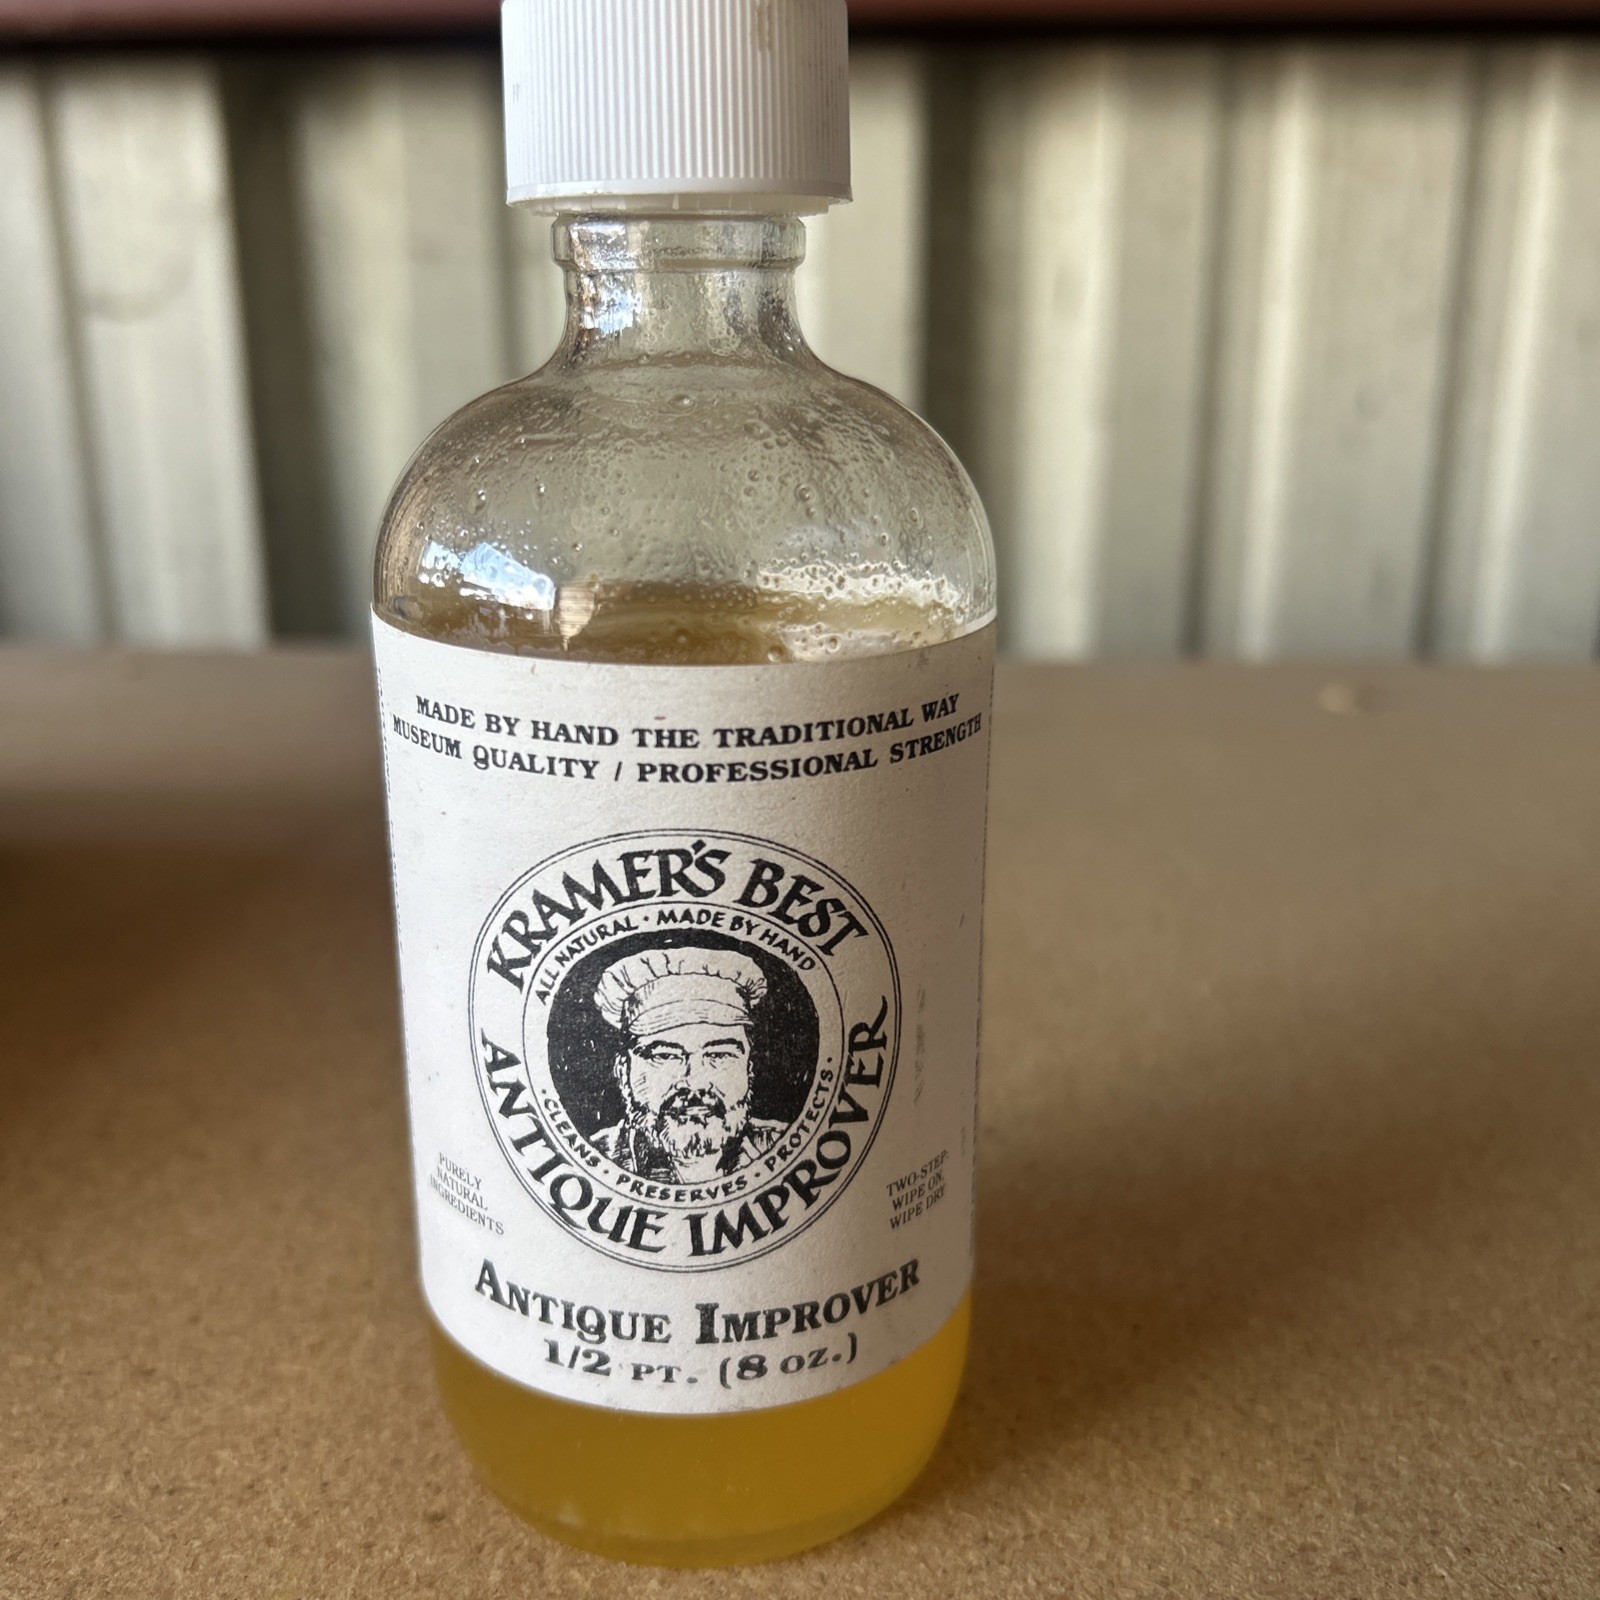 MADE BY HAND THE TRADITIONAL WAY
MUSEUM QUALITY / PROFESSIONAL STRENGTH
KRAMER'S BEST
ALL NATURAL · MADE BY HAND
· CLEANS · PRESERVES · PROTECTS ·
ANTIQUE IMPROVER
PURELY
NATURAL
INGREDIENTS
TWO-STEP:
WIPE ON,
WIPE DRY
ANTIQUE IMPROVER
1/2 PT. (8 OZ.)